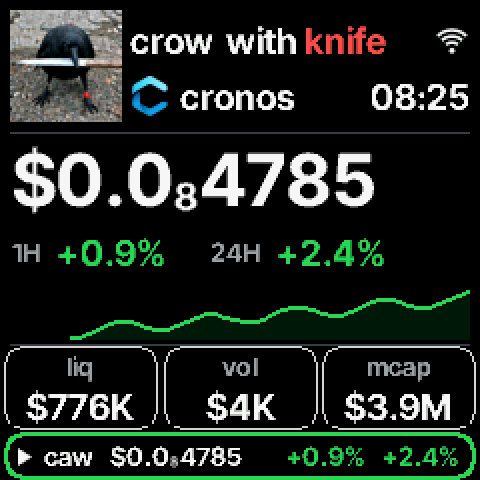 crow with knife
cronos 08:25
$0.0₈4785
1H +0.9% 24H +2.4%
liq vol mcap
$776K $4K $3.9M
caw $0.0₈4785 +0.9% +2.4%